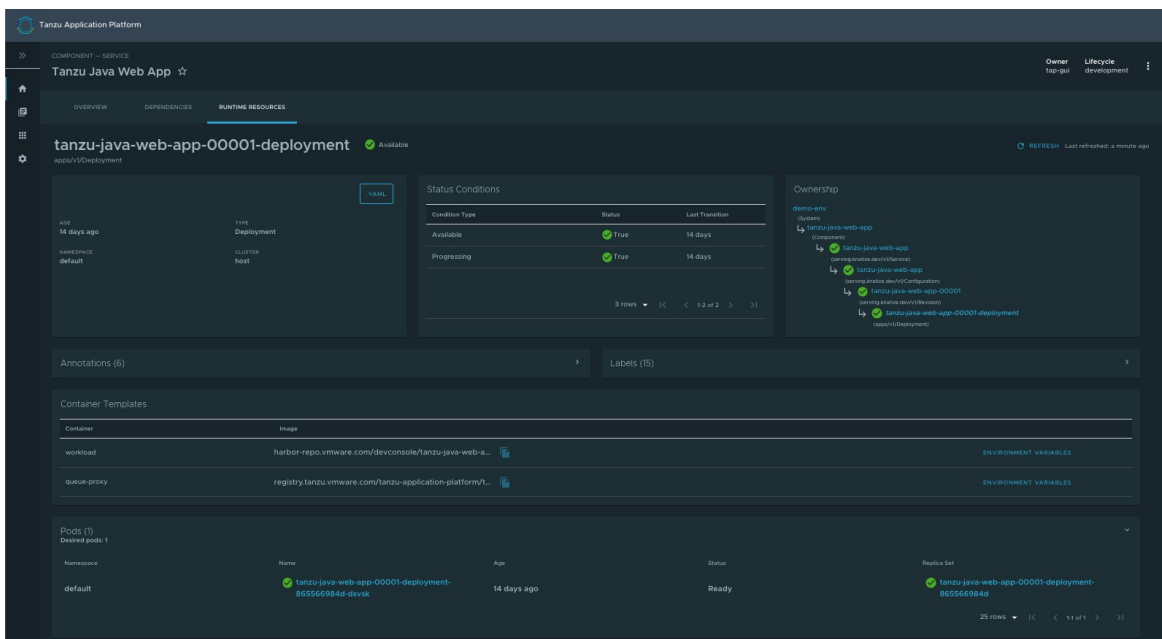 Tanzu Application Platform
COMPONENT — SERVICE
Tanzu Java Web App
Owner
tap-gui
Lifecycle
development
OVERVIEW
DEPENDENCIES
RUNTIME RESOURCES
tanzu-java-web-app-00001-deployment
Available
apps/v1/Deployment
REFRESH Last refreshed: a minute ago
YAML
AGE
14 days ago
TYPE
Deployment
NAMESPACE
default
CLUSTER
host
Status Conditions
Condition Type Status Last Transition
Available True 14 days
Progressing True 14 days
3 rows 1-2 of 2
Ownership
demo-env
(System)
tanzu-java-web-app
(Component)
tanzu-java-web-app
(serving.knative.dev/v1/Service)
tanzu-java-web-app
(serving.knative.dev/v1/Configuration)
tanzu-java-web-app-00001
(serving.knative.dev/v1/Revision)
tanzu-java-web-app-00001-deployment
(apps/v1/Deployment)
Annotations (6)
Labels (15)
Container Templates
Container Image
workload harbor-repo.vmware.com/devconsole/tanzu-java-web-a... ENVIRONMENT VARIABLES
queue-proxy registry.tanzu.vmware.com/tanzu-application-platform/t... ENVIRONMENT VARIABLES
Pods (1)
Desired pods: 1
Namespace Name Age Status Replica Set
default tanzu-java-web-app-00001-deployment-865566984d-dsvsk 14 days ago Ready tanzu-java-web-app-00001-deployment-865566984d
25 rows 1-1 of 1